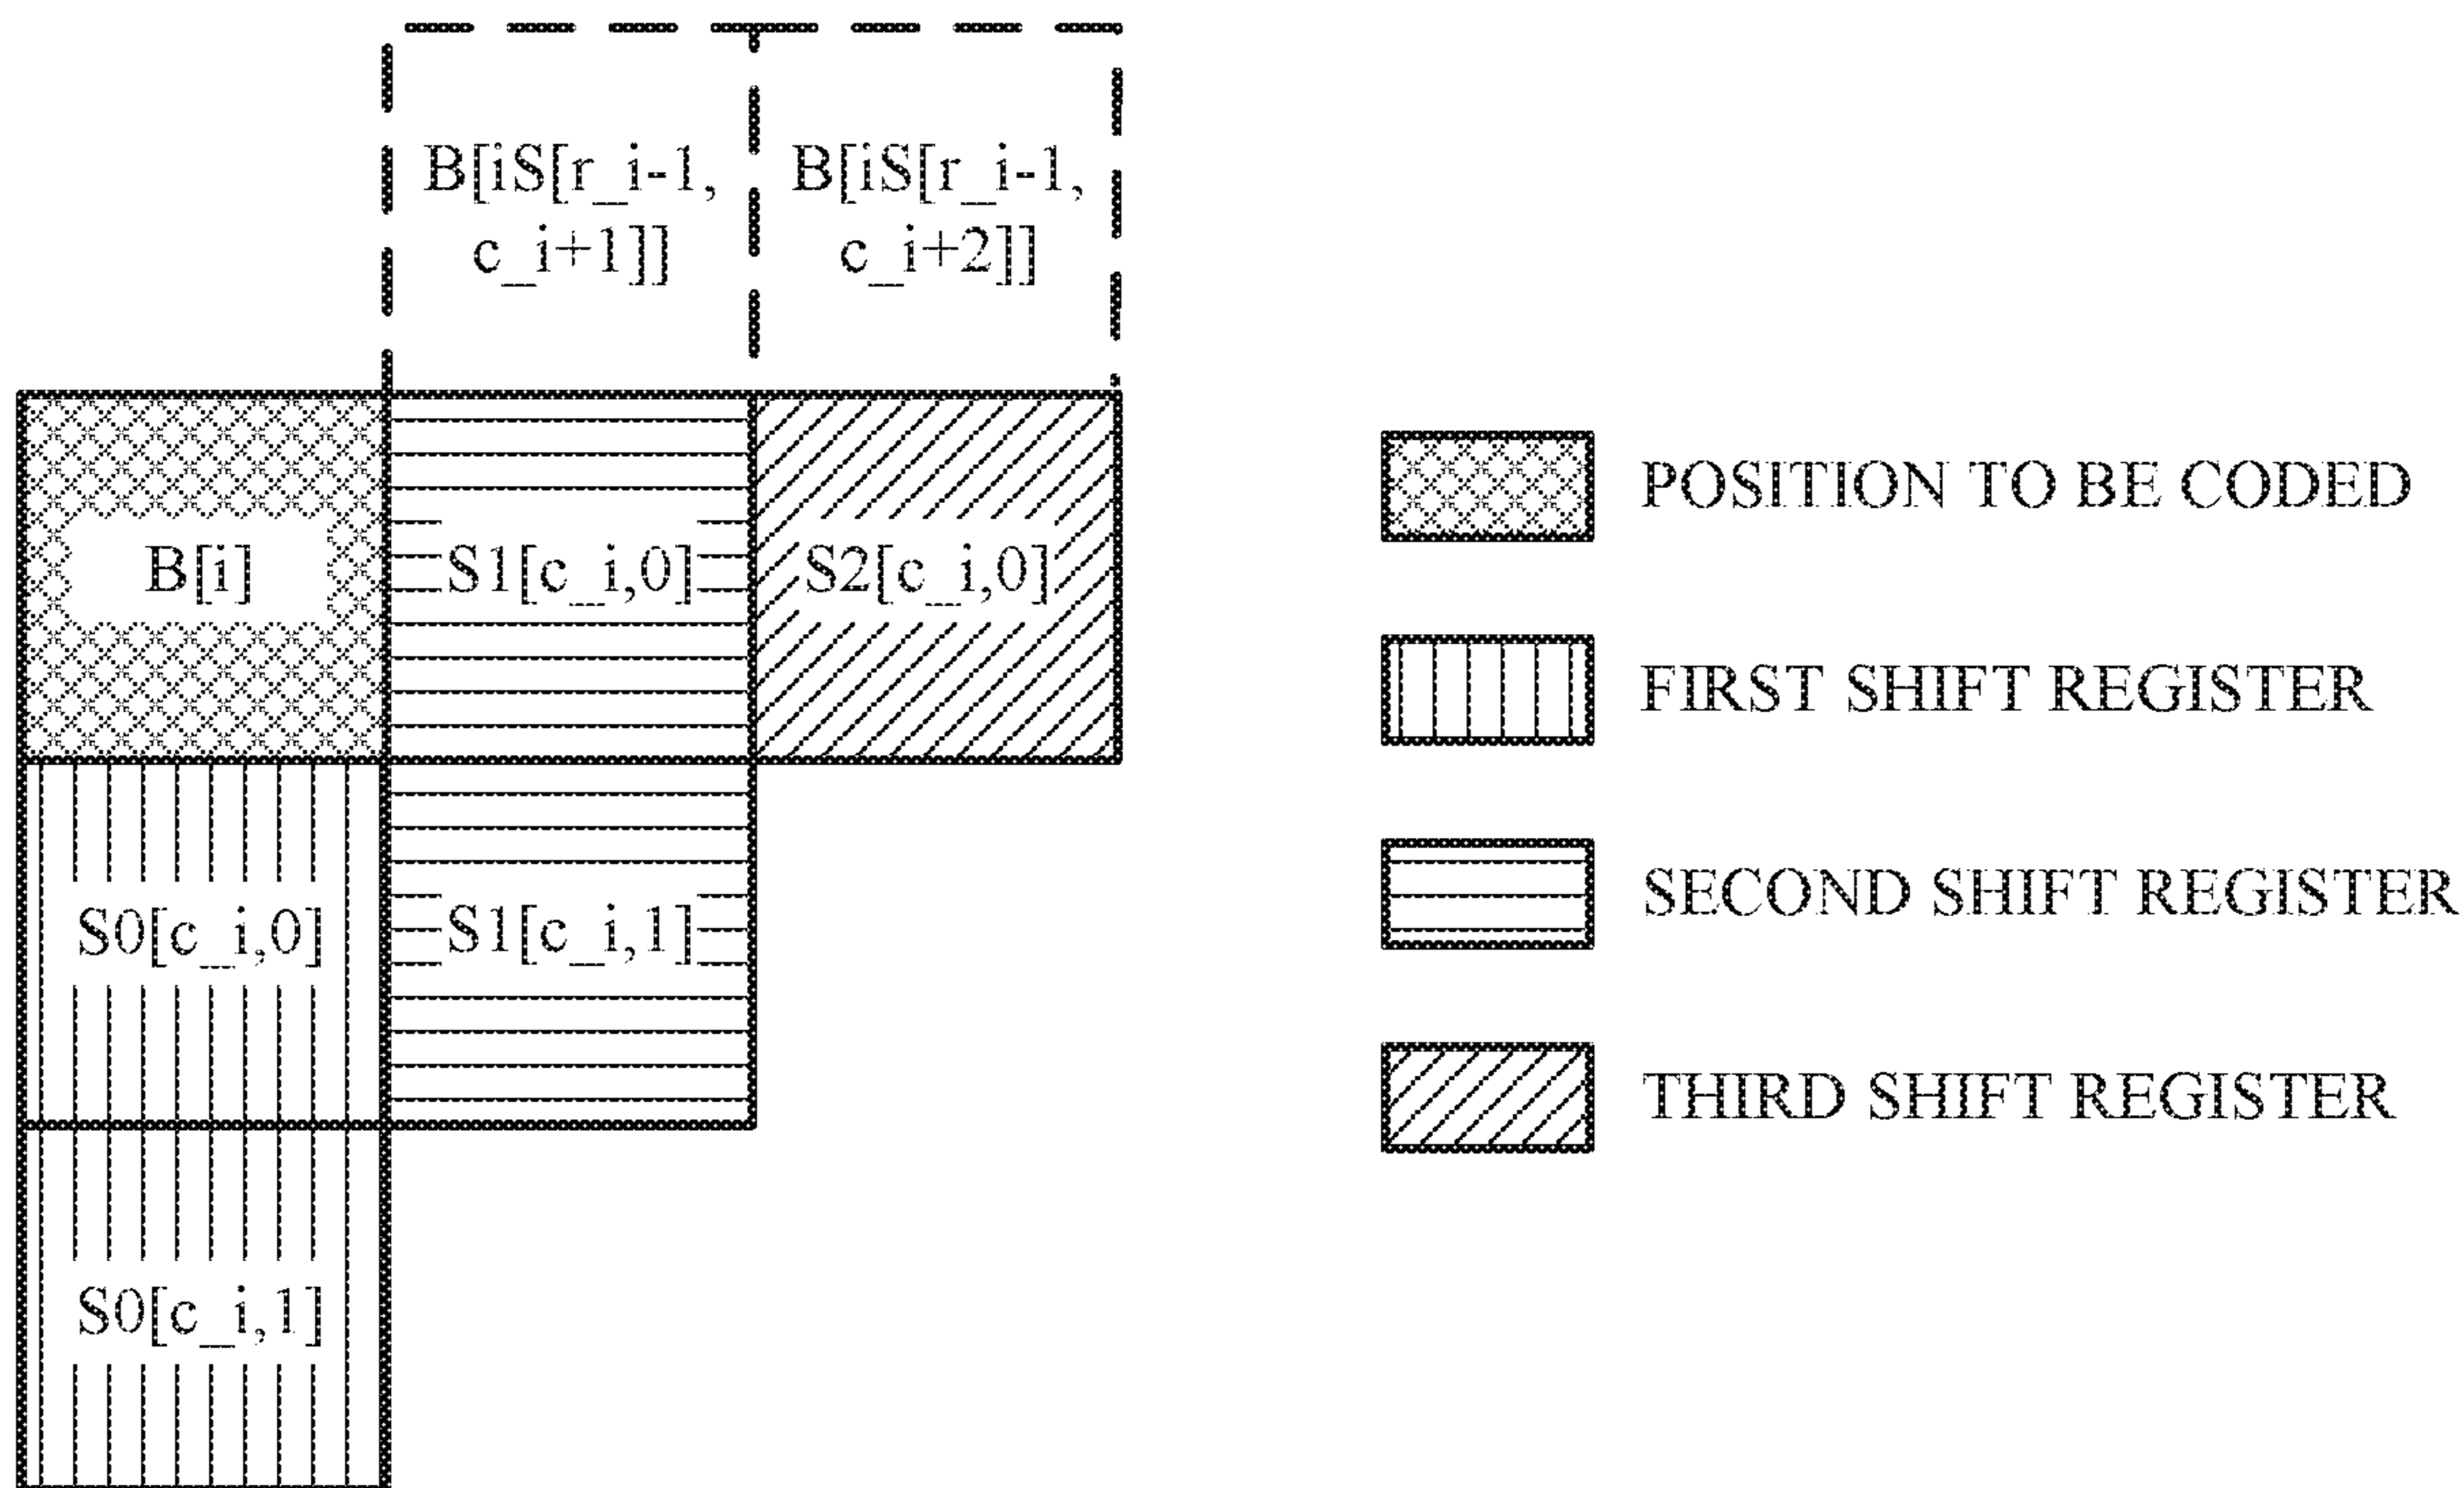 B[iS[r_i-1,
c_i+1]]
B[iS[r_i-1,
c_i+2]]
B[i]
S1[c_i,0]
S2[c_i,0]
S0[c_i,0]
S1[c_i,1]
S0[c_i,1]
POSITION TO BE CODED
FIRST SHIFT REGISTER
SECOND SHIFT REGISTER
THIRD SHIFT REGISTER